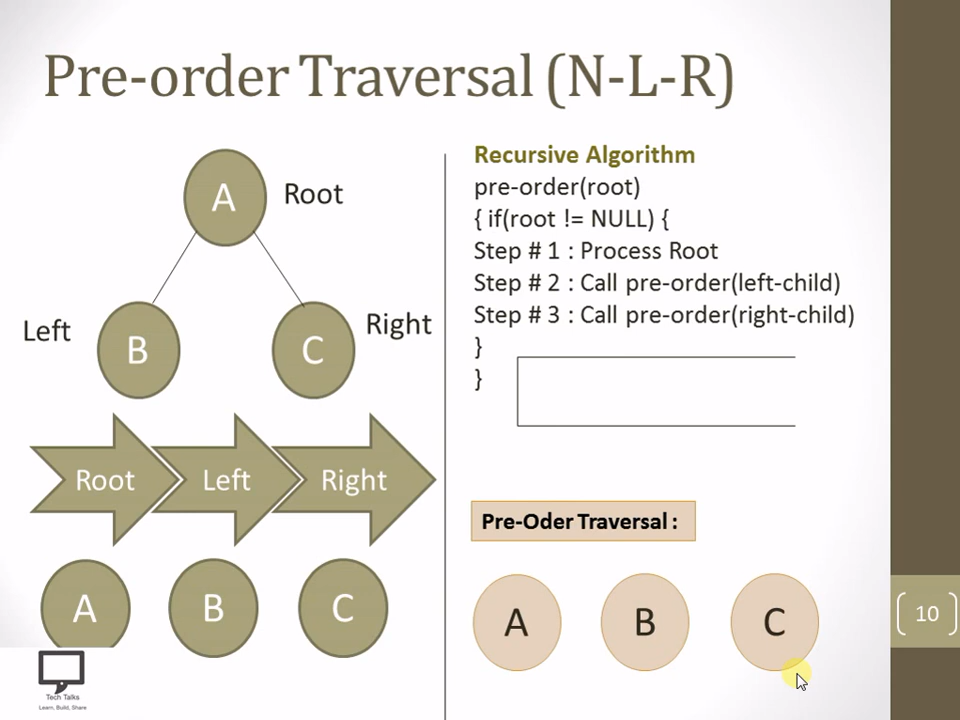 Pre-order Traversal (N-L-R)
A
Root
Left
B
C
Right
Root
Left
Right
A
B
C
Tech Talks
Learn, Build, Share
Recursive Algorithm
pre-order(root)
{ if(root != NULL) {
Step # 1 : Process Root
Step # 2 : Call pre-order(left-child)
Step # 3 : Call pre-order(right-child)
}
}
Pre-Oder Traversal :
A
B
C
10